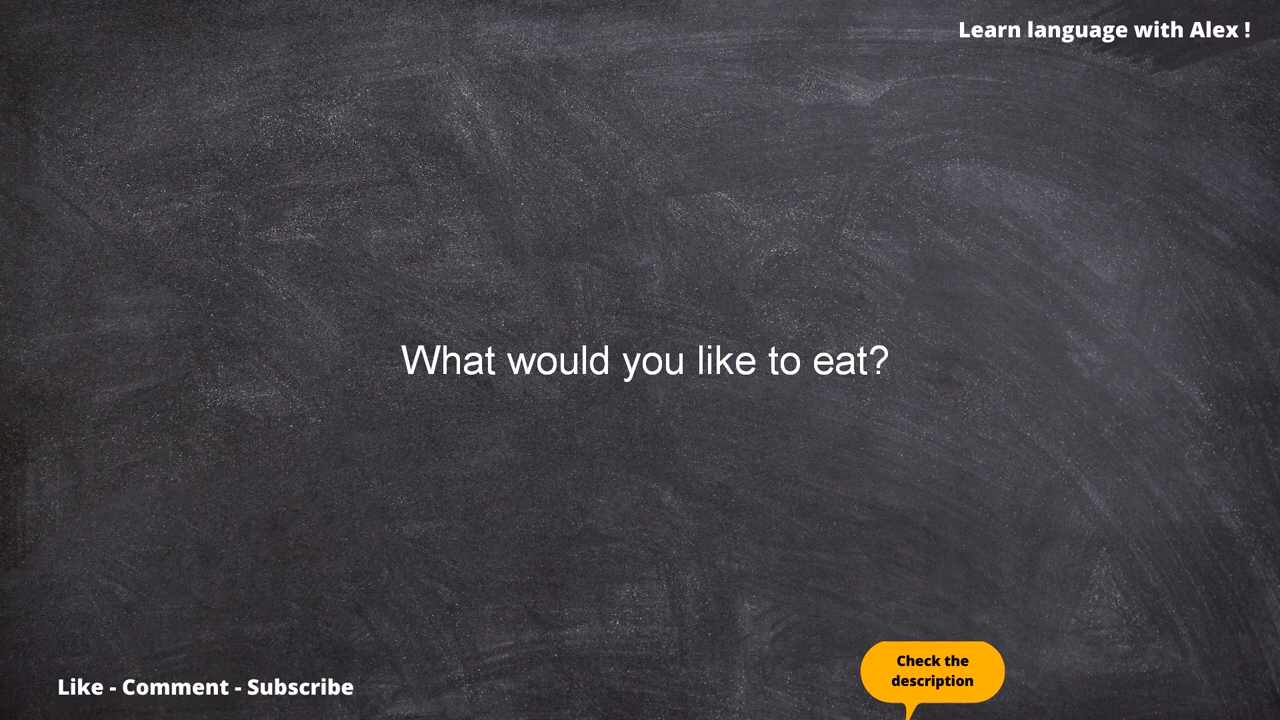 Learn language with Alex !
What would you like to eat?
Check the
description
Like - Comment - Subscribe